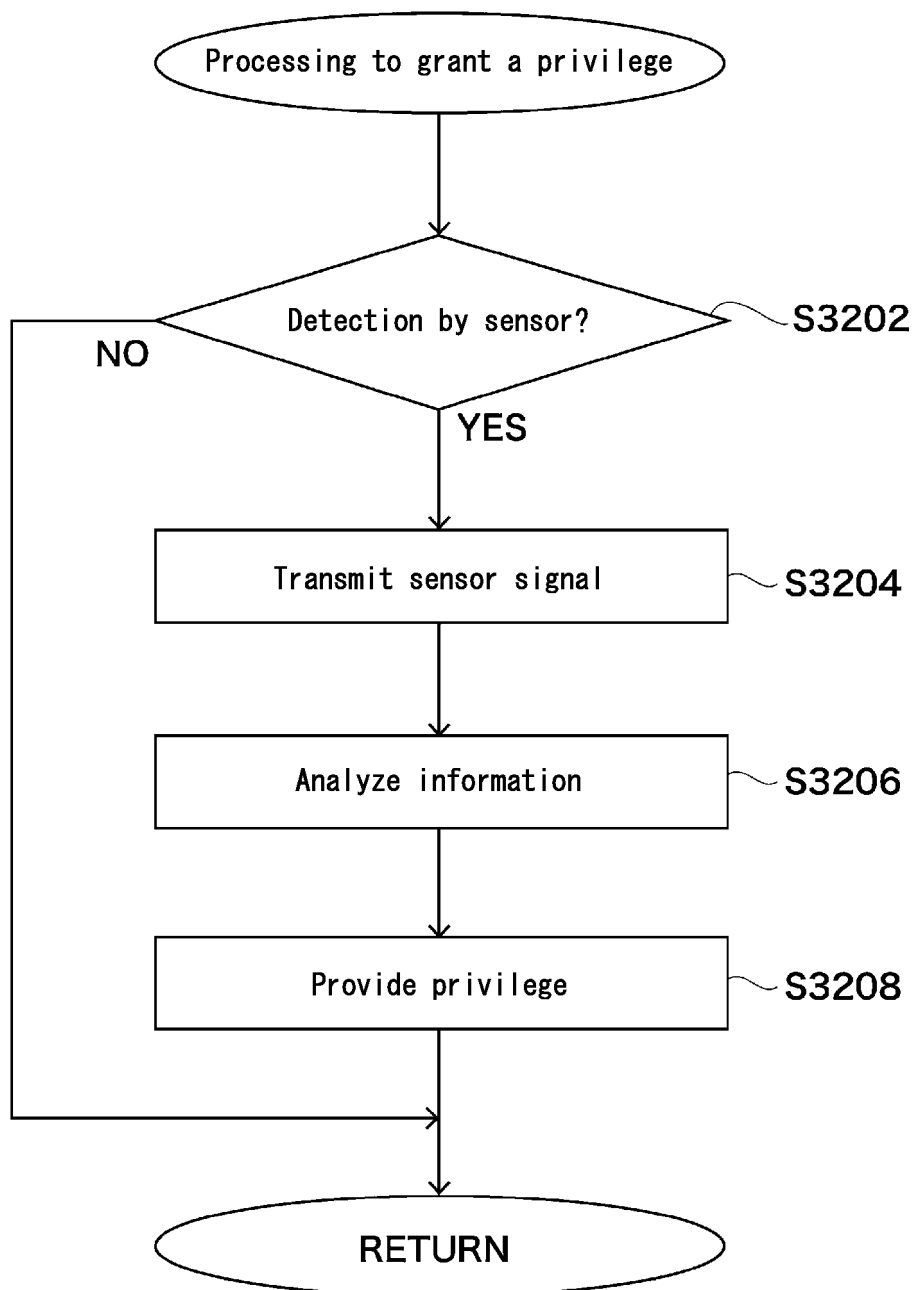 Processing to grant a privilege
Detection by sensor?
S3202
NO
YES
Transmit sensor signal
S3204
Analyze information
S3206
Provide privilege
S3208
RETURN